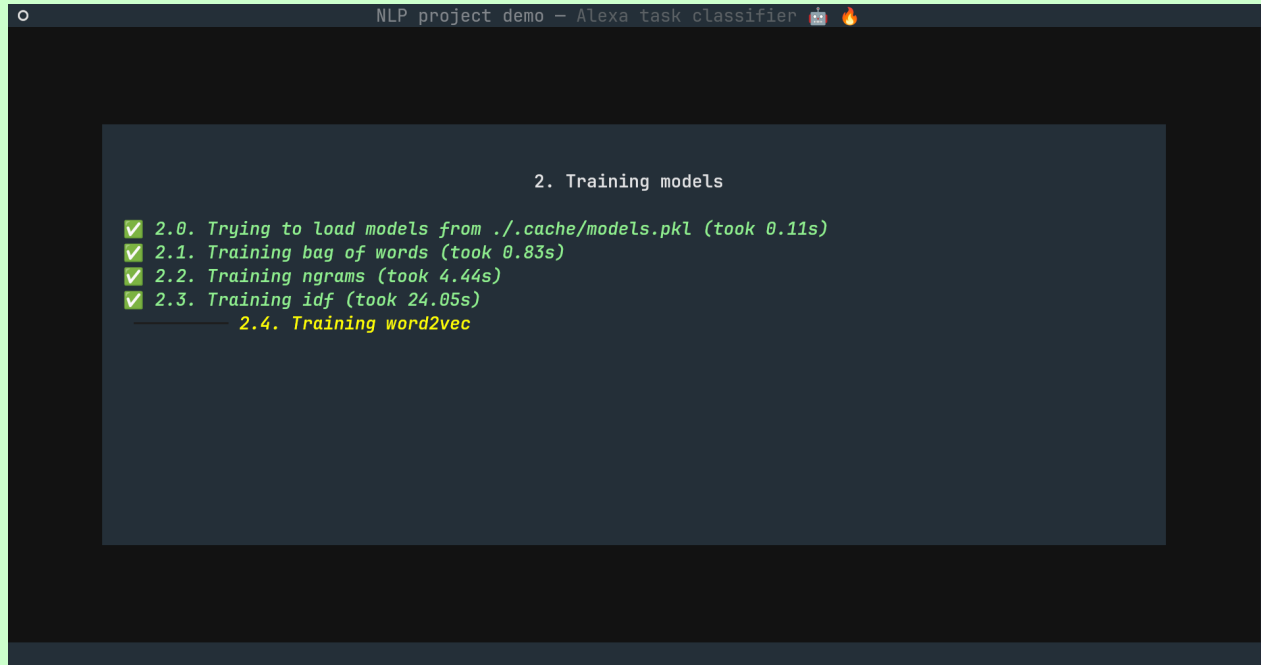 NLP project demo — Alexa task classifier 🤖 🔥
2. Training models
✅ 2.0. Trying to load models from ./.cache/models.pkl (took 0.11s)
✅ 2.1. Training bag of words (took 0.83s)
✅ 2.2. Training ngrams (took 4.44s)
✅ 2.3. Training idf (took 24.05s)
2.4. Training word2vec